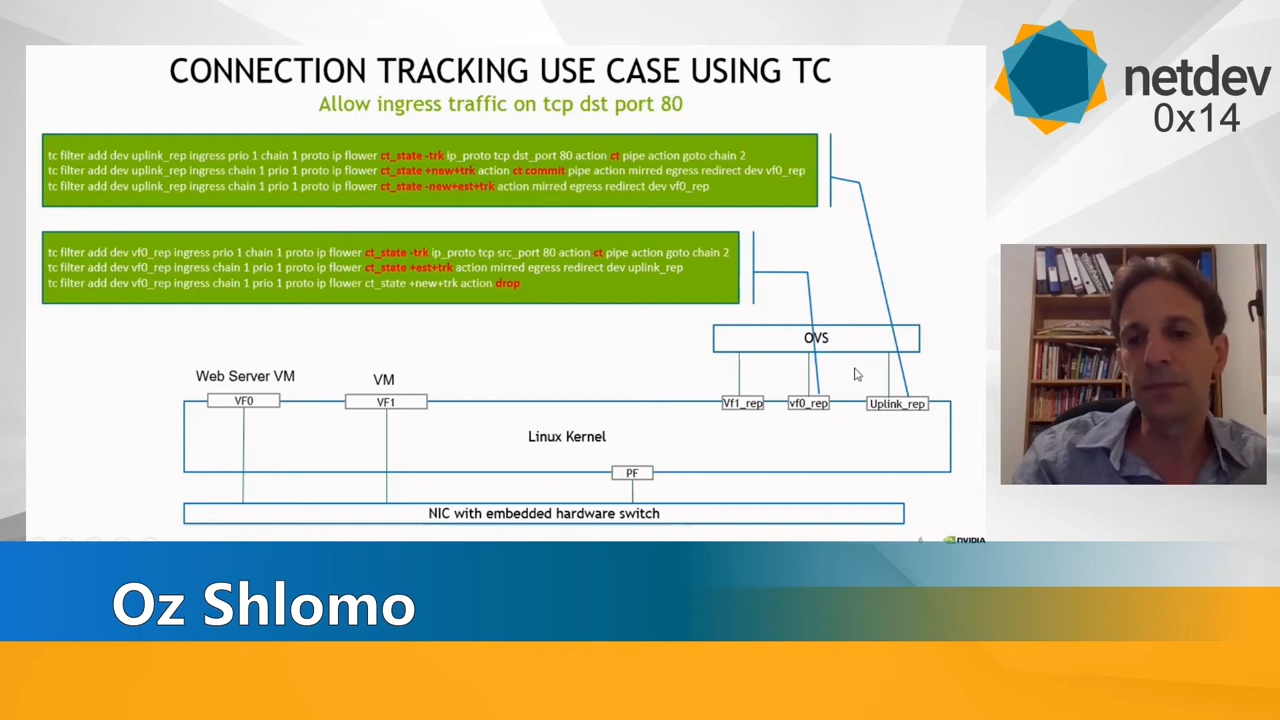 CONNECTION TRACKING USE CASE USING TC
Allow ingress traffic on tcp dst port 80
tc filter add dev uplink_rep ingress prio 1 chain 1 proto ip flower ct_state -trk ip_proto tcp dst_port 80 action ct pipe action goto chain 2
tc filter add dev uplink_rep ingress chain 1 prio 1 proto ip flower ct_state +new+trk action ct commit pipe action mirred egress redirect dev vf0_rep
tc filter add dev uplink_rep ingress chain 1 prio 1 proto ip flower ct_state -new+est+trk action mirred egress redirect dev vf0_rep
tc filter add dev vf0_rep ingress prio 1 chain 1 proto ip flower ct_state -trk ip_proto tcp src_port 80 action ct pipe action goto chain 2
tc filter add dev vf0_rep ingress chain 1 prio 1 proto ip flower ct_state +est+trk action mirred egress redirect dev uplink_rep
tc filter add dev vf0_rep ingress chain 1 prio 1 proto ip flower ct_state +new+trk action drop
OVS
Web Server VM
VM
VF0
VF1
Vf1_rep
vf0_rep
Uplink_rep
Linux Kernel
PF
NIC with embedded hardware switch
6
NVIDIA
netdev
0x14
Oz Shlomo